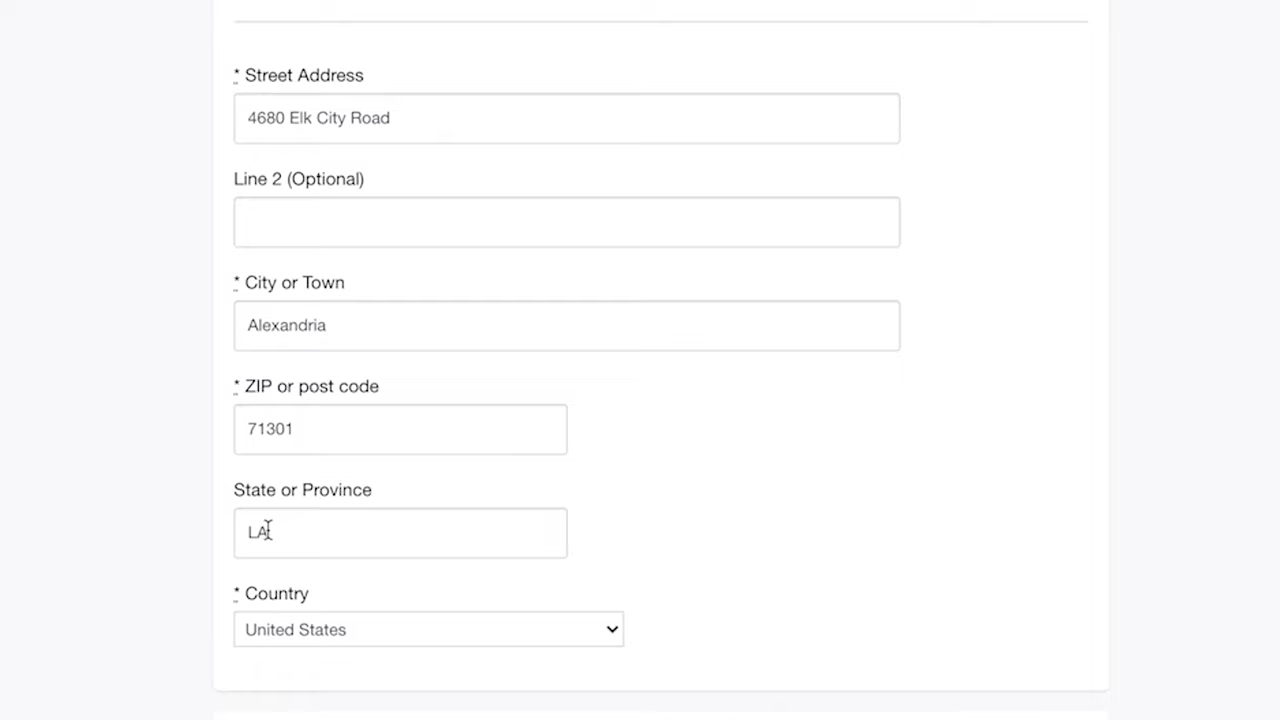 * Street Address
4680 Elk City Road
Line 2 (Optional)
* City or Town
Alexandria
* ZIP or post code
71301
State or Province
LA
* Country
United States